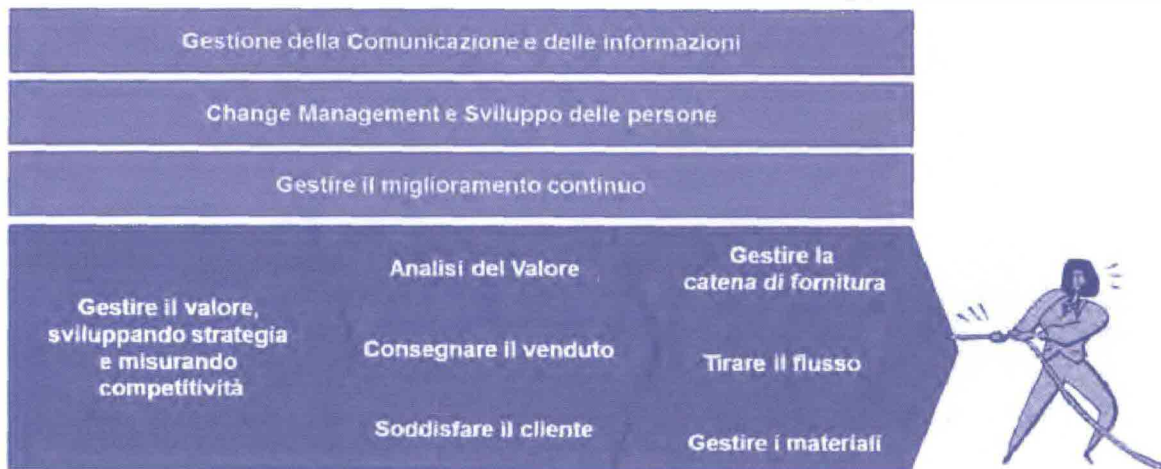 Gestione della Comunicazione e delle informazioni
Change Management e Sviluppo delle persone
Gestire il miglioramento continuo
Gestire il valore,
sviluppando strategia
e misurando
competitività
Analisi del Valore
Consegnare il venduto
Soddisfare il cliente
Gestire la
catena di fornitura
Tirare il flusso
Gestire i materiali